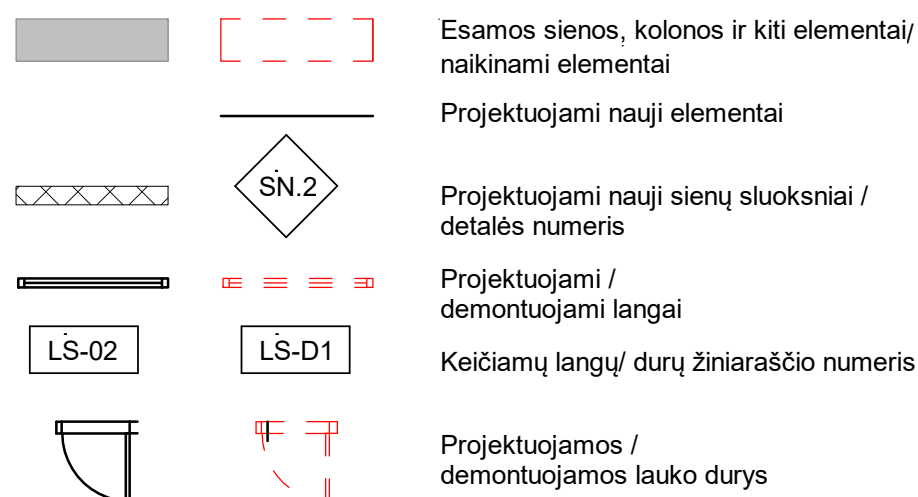 Esamos sienos, kolonos ir kiti elementai/
naikinami elementai
Projektuojami nauji elementai
SN.2
Projektuojami nauji sienų sluoksniai /
detalės numeris
Projektuojami /
demontuojami langai
LS-02
LS-D1
Keičiamų langų/ durų žiniaraščio numeris
Projektuojamos /
demontuojamos lauko durys